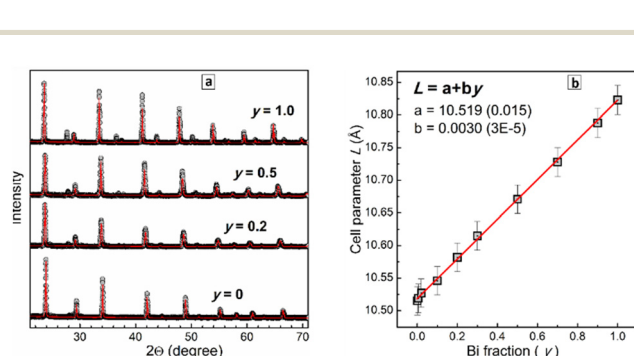 a
y = 1.0
y = 0.5
y = 0.2
y = 0
Intensity
30 40 50 60 70
2Θ (degree)
b
L = a+by
a = 10.519 (0.015)
b = 0.0030 (3E-5)
Cell parameter L (Å)
10.85
10.80
10.75
10.70
10.65
10.60
10.55
10.50
0.0 0.2 0.4 0.6 0.8 1.0
Bi fraction ( y)